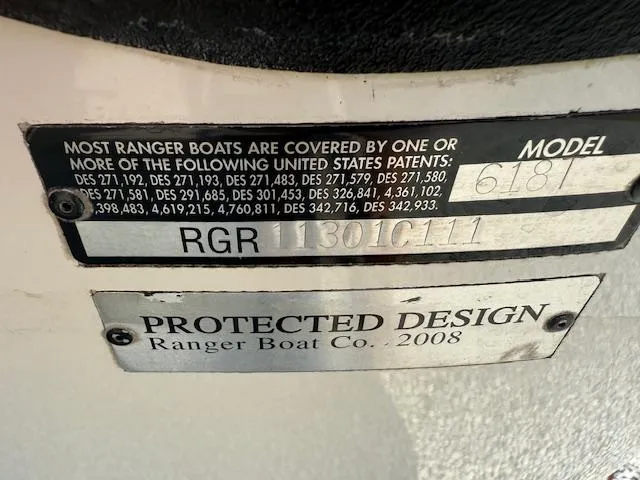 MOST RANGER BOATS ARE COVERED BY ONE OR
MORE OF THE FOLLOWING UNITED STATES PATENTS:
DES 271,192, DES 271,193, DES 271,483, DES 271,579, DES 271,580,
DES 271,581, DES 291,685, DES 301,453, DES 326,841, 4,361,102,
,398,483, 4,619,215, 4,760,811, DES 342,716, DES 342,933.
MODEL
6181
RGR 11301C111
PROTECTED DESIGN
Ranger Boat Co. 2008